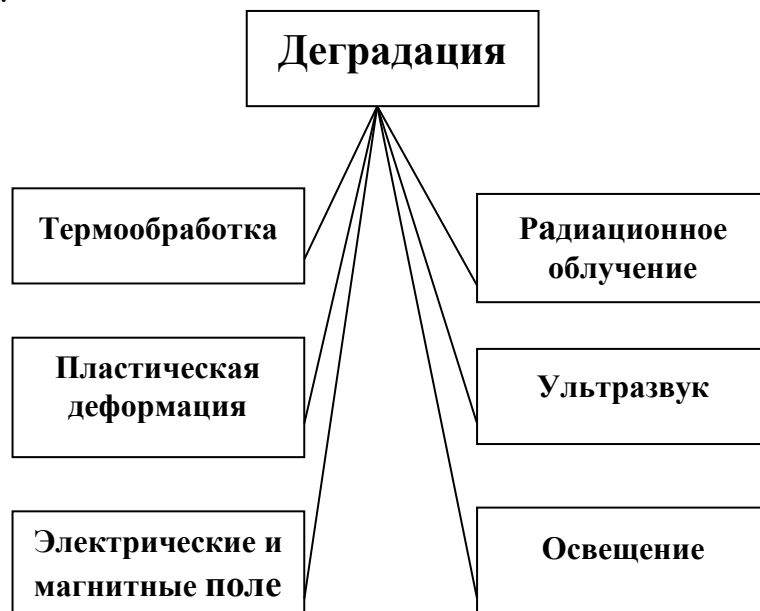 Деградация
Термообработка
Радиационное
облучение
Пластическая
деформация
Ультразвук
Электрические и
магнитные поле
Освещение